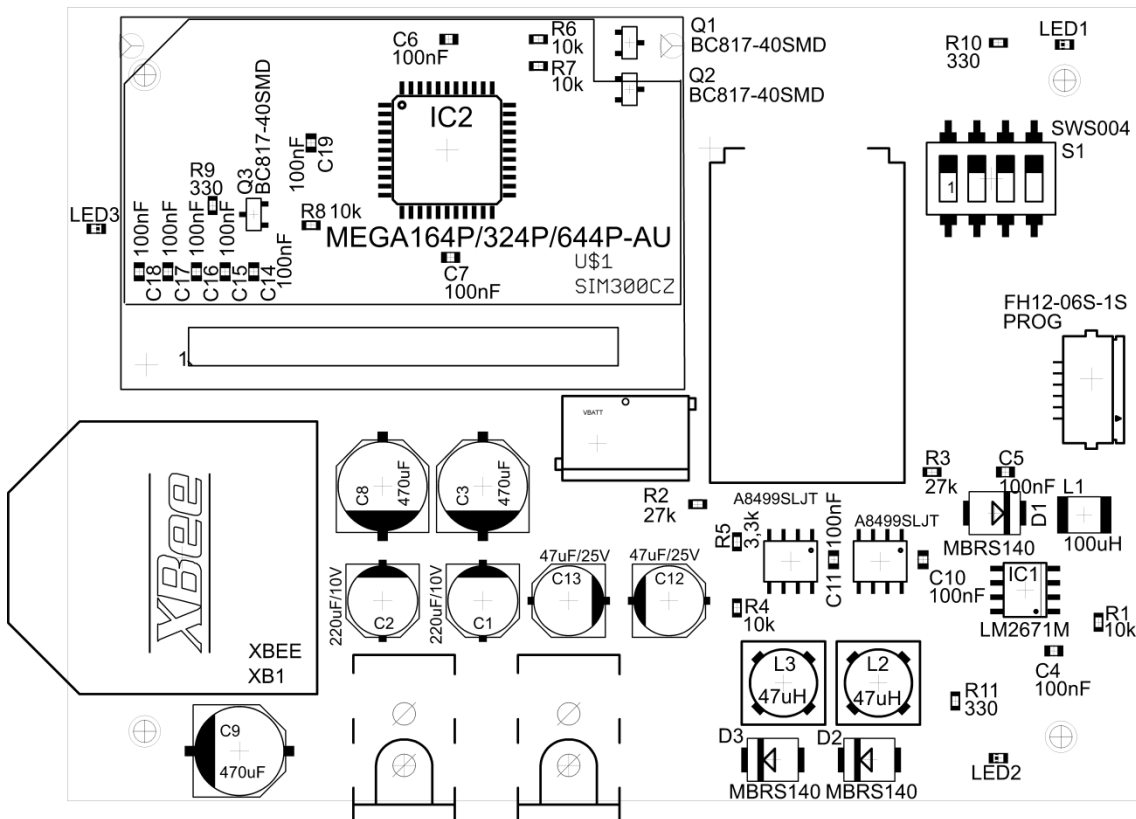 C6
100nF
R6
10k
R7
10k
Q1
BC817-40SMD
Q2
BC817-40SMD
R10
330
LED1
IC2
MEGA164P/324P/644P-AU
SWS004
S1
1
100nF
C19
Q3
BC817-40SMD
R9
330
R8 10k
LED3
100nF
C18
100nF
C17
100nF
C16
100nF
C15
100nF
C14
C7
100nF
U$1
SIM300CZ
1
FH12-06S-1S
PROG
VBATT
XBee
XBEE
XB1
C8
470uF
C3
470uF
R2
27k
R3
27k
C5
100nF
L1
100uH
D1
MBRS140
A8499SLJT
A8499SLJT
R5
3,3k
C11
100nF
C10
100nF
IC1
LM2671M
R1
10k
C4
100nF
220uF/10V
C2
220uF/10V
C1
47uF/25V
C13
47uF/25V
C12
R4
10k
L3
47uH
L2
47uH
R11
330
C9
470uF
D3
MBRS140
D2
MBRS140
LED2